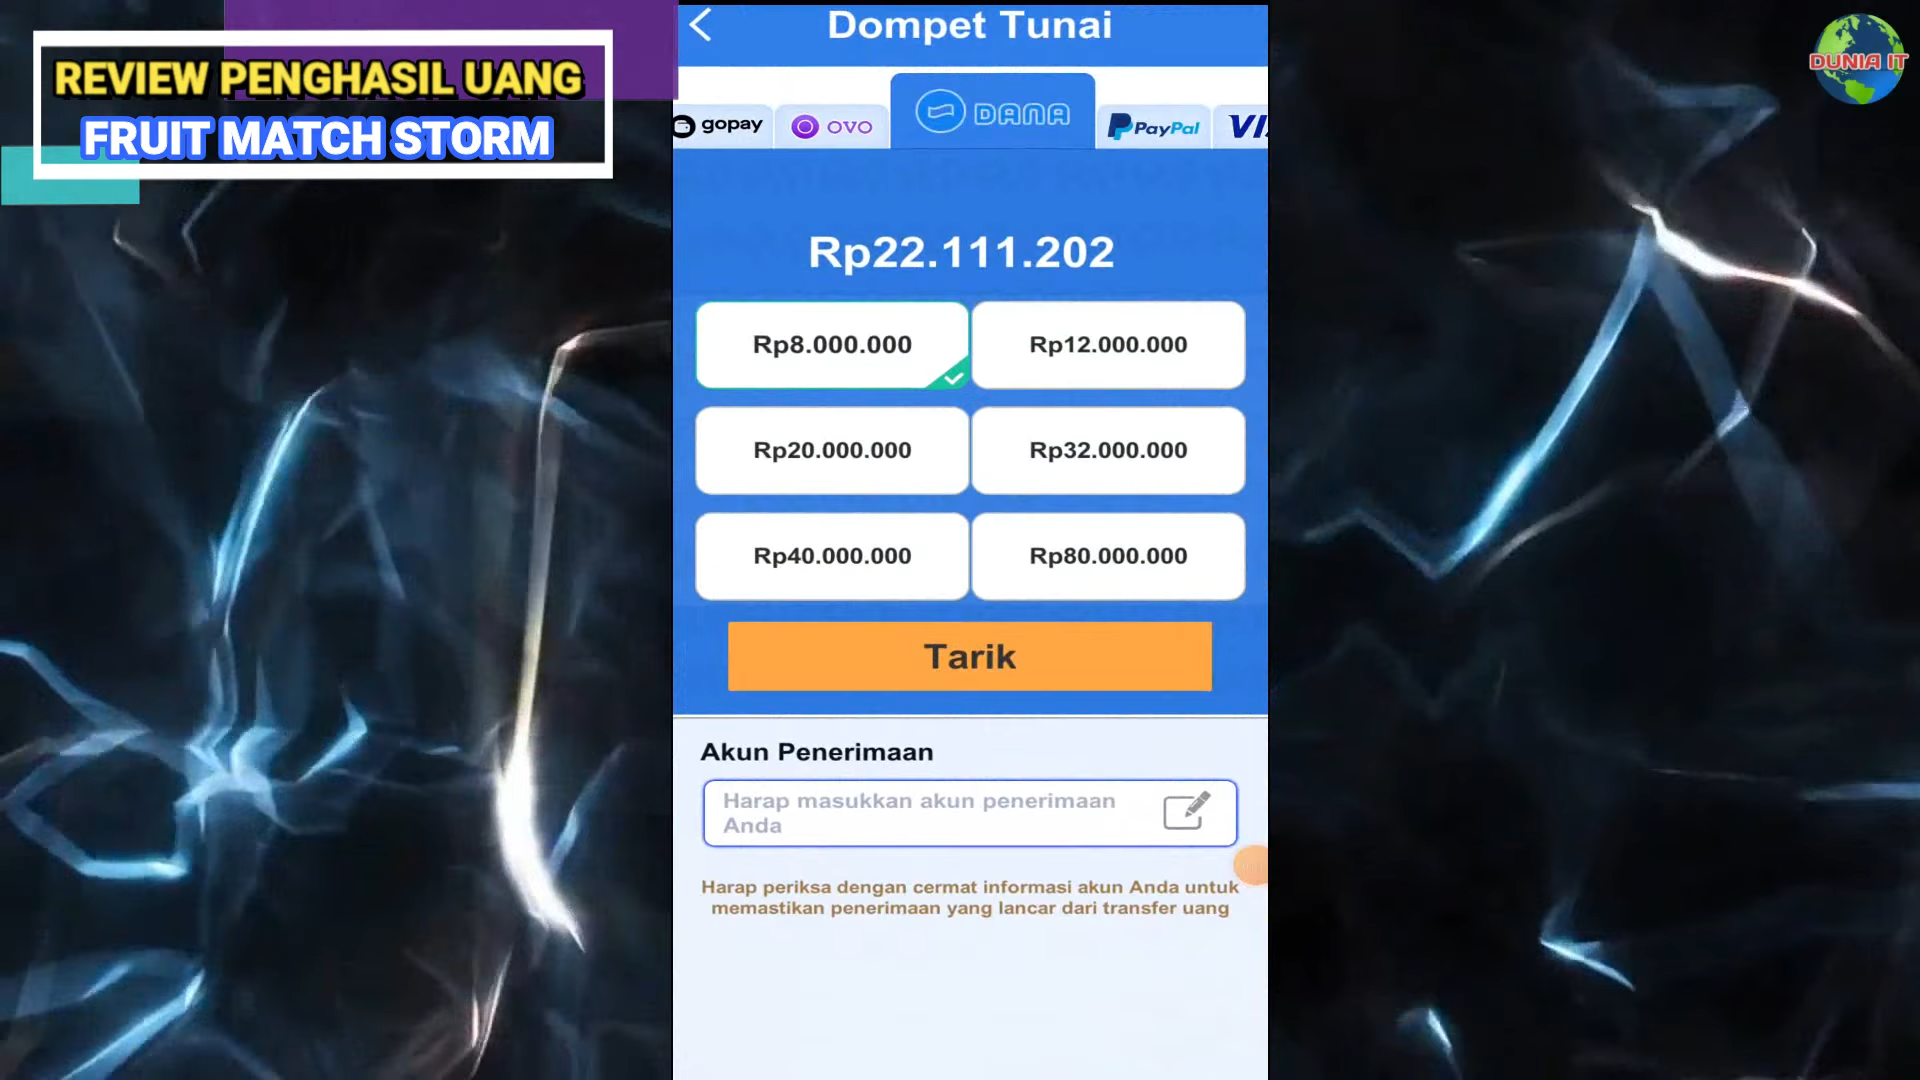 REVIEW PENGHASIL UANG
FRUIT MATCH STORM
DUNIA IT
Dompet Tunai
gopay
OVO
DANA
PayPal
Rp22.111.202
Rp8.000.000
Rp12.000.000
Rp20.000.000
Rp32.000.000
Rp40.000.000
Rp80.000.000
Tarik
Akun Penerimaan
Harap masukkan akun penerimaan
Anda
Harap periksa dengan cermat informasi akun Anda untuk
memastikan penerimaan yang lancar dari transfer uang